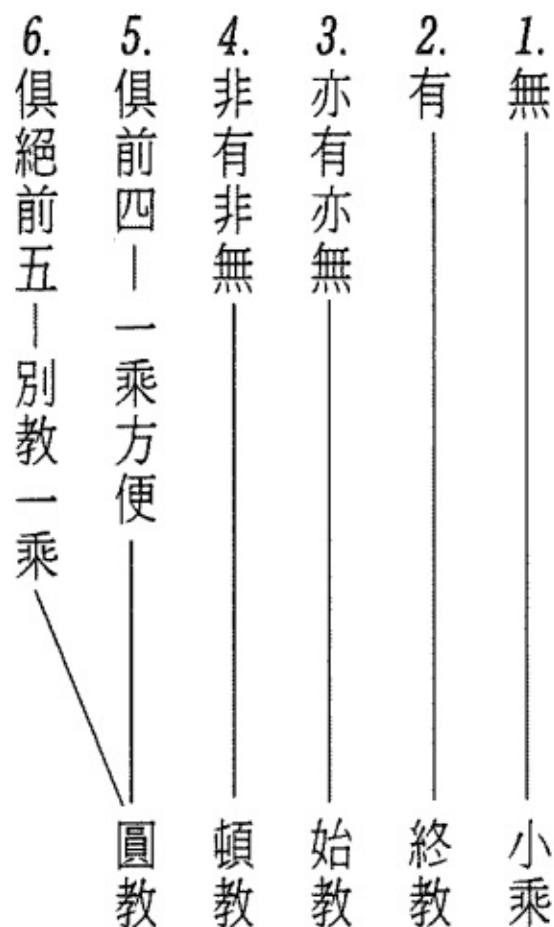 1. 無 小乘
2. 有 終教
3. 亦有亦無 始教
4. 非有非無 頓教
5. 俱前四—一乘方便 圓教
6. 俱絕前五—別教一乘